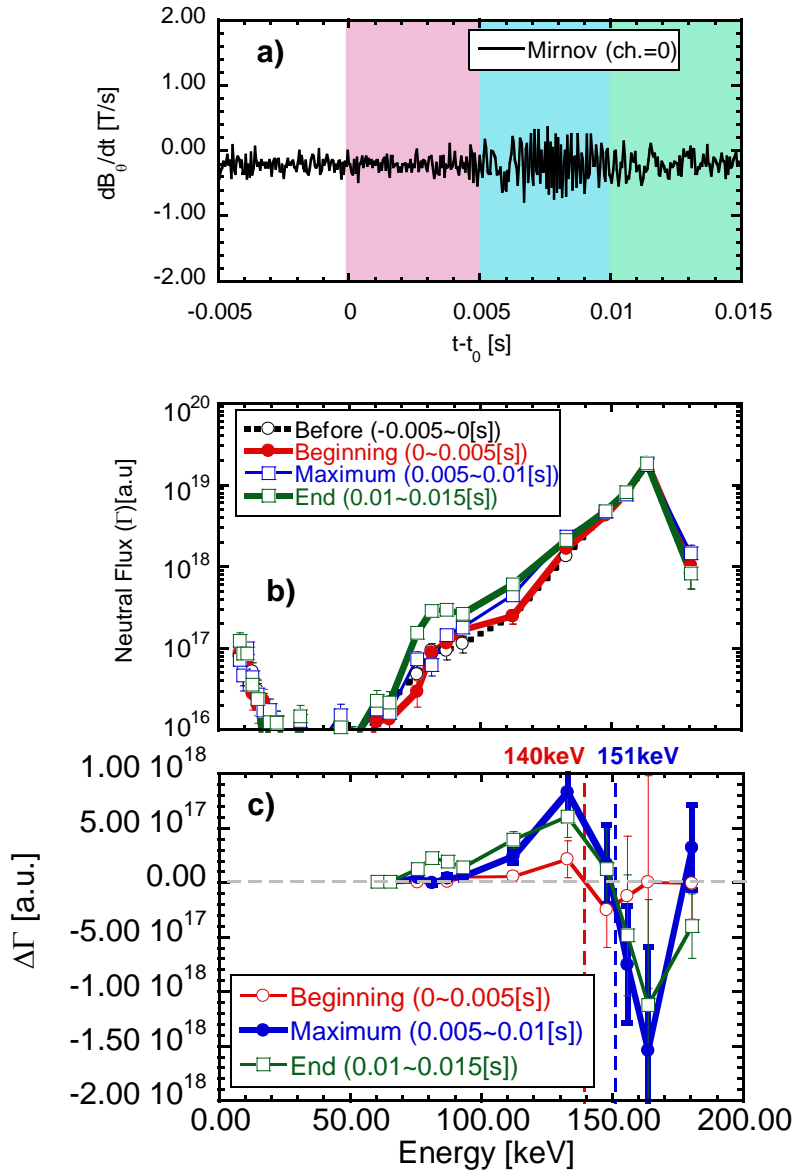 a)
Mirnov (ch.=0)
2.00
1.00
0.00
-1.00
-2.00
dBθ/dt [T/s]
-0.005 0 0.005 0.01 0.015
t-t0 [s]
b)
Before (-0.005~0[s])
Beginning (0~0.005[s])
Maximum (0.005~0.01[s])
End (0.01~0.015[s])
10^20
10^19
10^18
10^17
10^16
Neutral Flux (Γ)[a.u]
140keV 151keV
c)
1.00 10^18
5.00 10^17
0.00
-5.00 10^17
-1.00 10^18
-1.50 10^18
-2.00 10^18
ΔΓ [a.u.]
Beginning (0~0.005[s])
Maximum (0.005~0.01[s])
End (0.01~0.015[s])
0.00 50.00 100.00 150.00 200.00
Energy [keV]